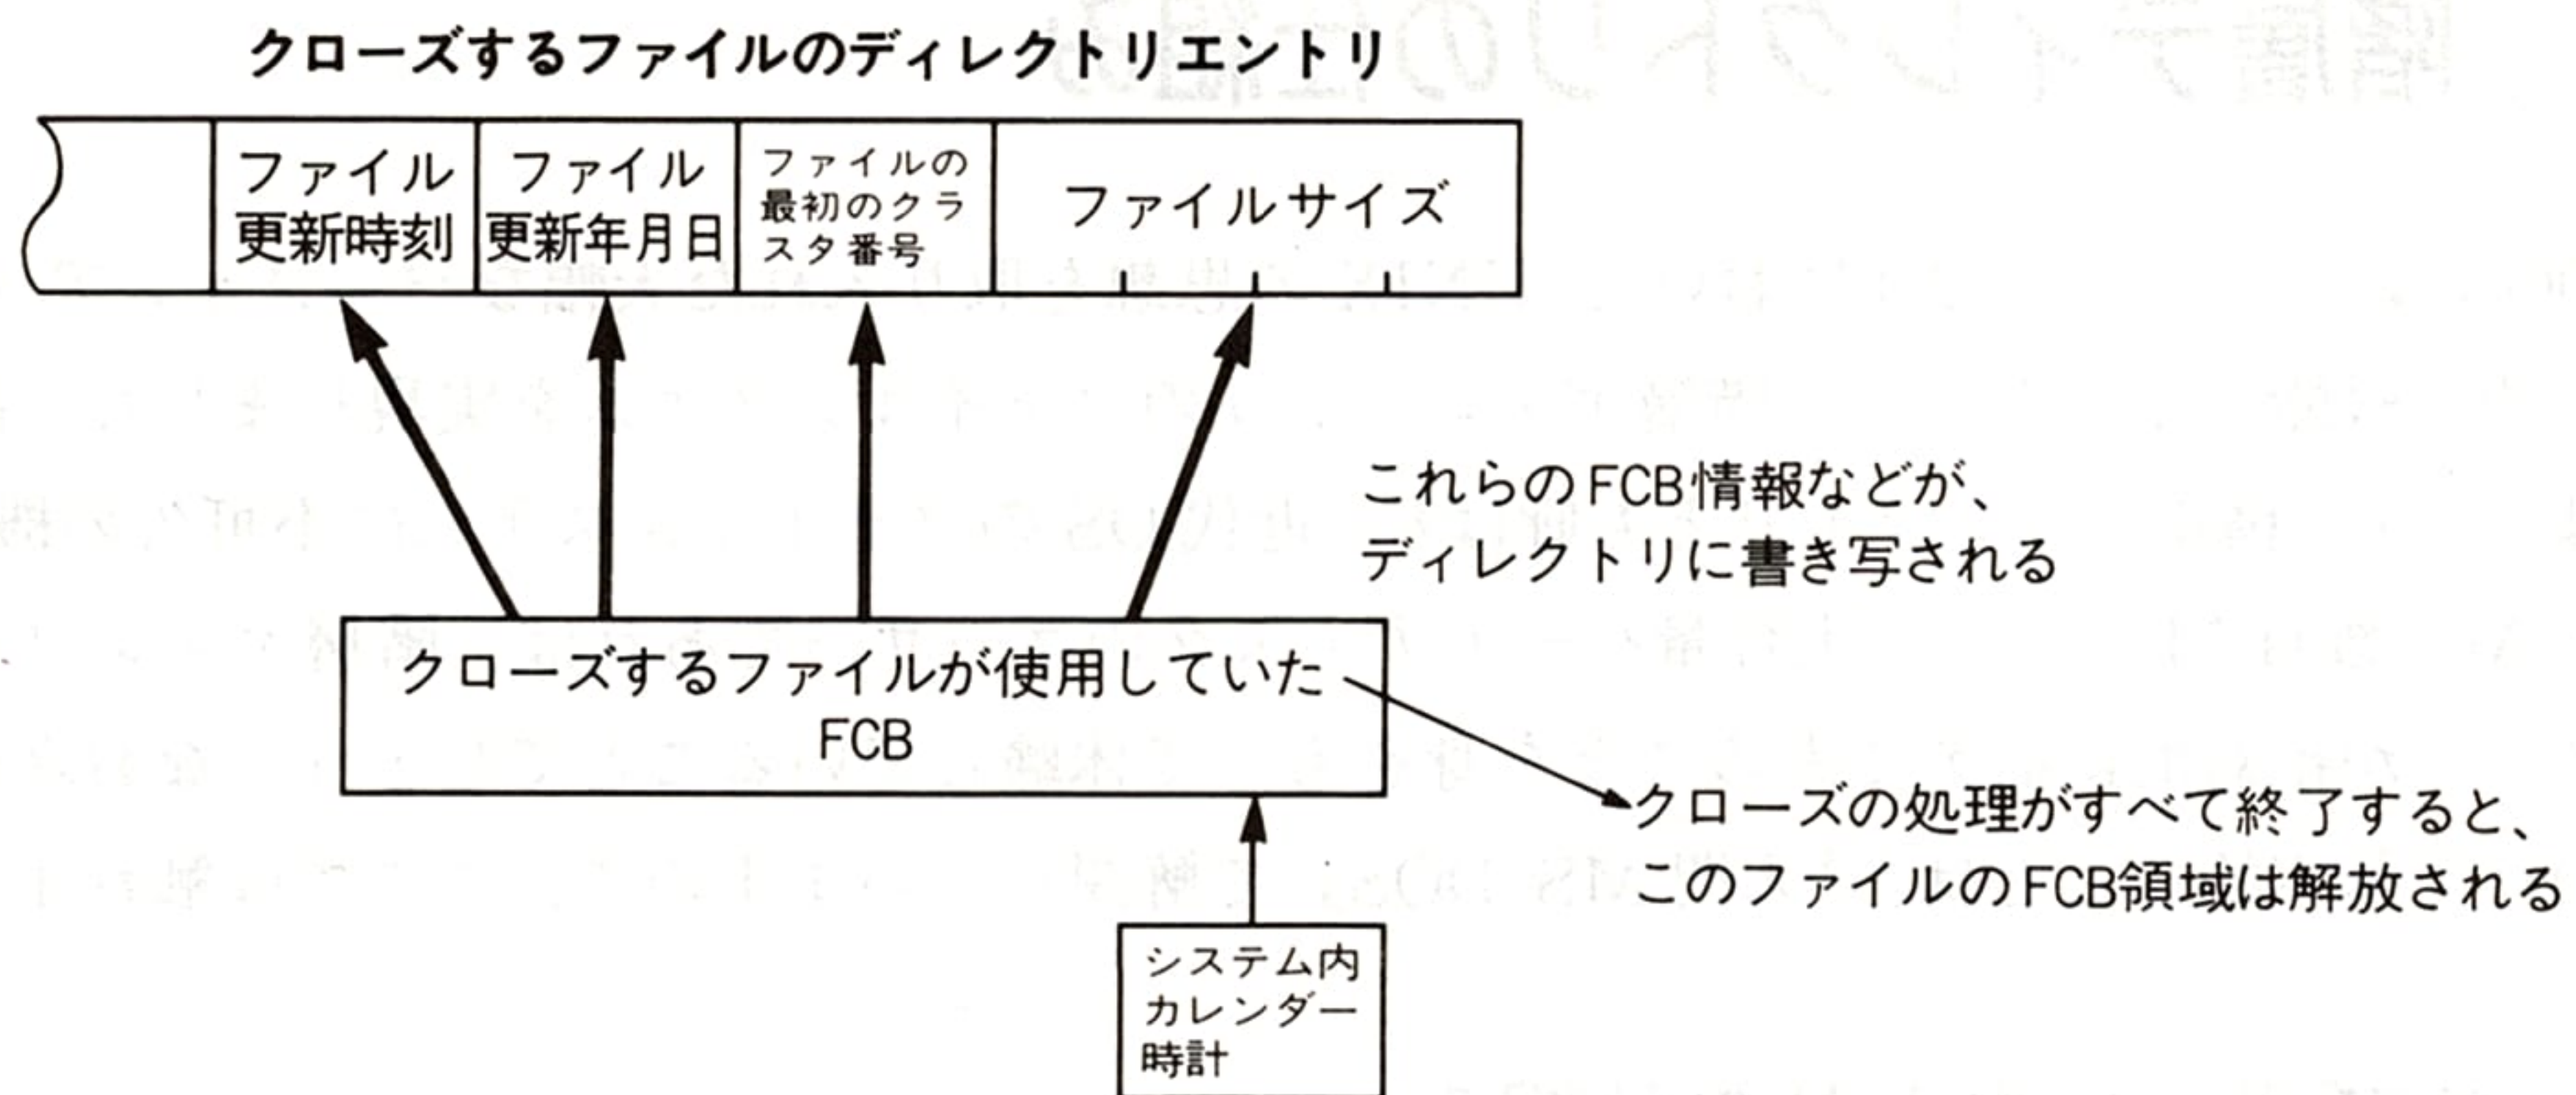 クローズするファイルのディレクトリエントリ
ファイル
更新時刻
ファイル
更新年月日
ファイルの
最初のクラ
スタ番号
ファイルサイズ
これらのFCB情報などが、
ディレクトリに書き写される
クローズするファイルが使用していた
FCB
クローズの処理がすべて終了すると、
このファイルのFCB領域は解放される
システム内
カレンダー
時計